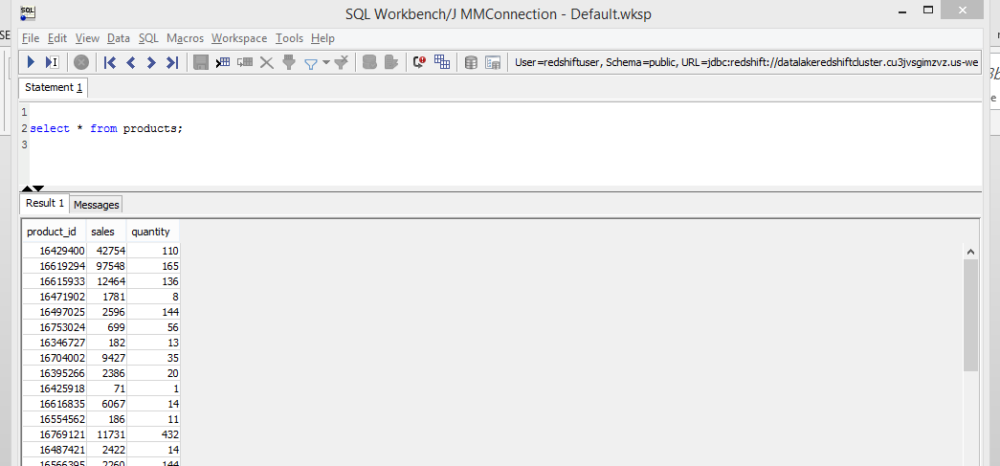 SQL
SQL Workbench/J MMConnection - Default.wksp
SE
File Edit View Data SQL Macros Workspace Tools Help
User=redshiftuser, Schema=public, URL=jdbc:redshift://datalakeredshiftcluster.cu3jvsgimzvz.us-we
Statement 1
1
2 select * from products;
3
Result 1 Messages
product_id sales quantity
16429400 42754 110
16619294 97548 165
16615933 12464 136
16471902 1781 8
16497025 2596 144
16753024 699 56
16346727 182 13
16704002 9427 35
16395266 2386 20
16425918 71 1
16616835 6067 14
16554562 186 11
16769121 11731 432
16487421 2422 14
16566395 2260 144